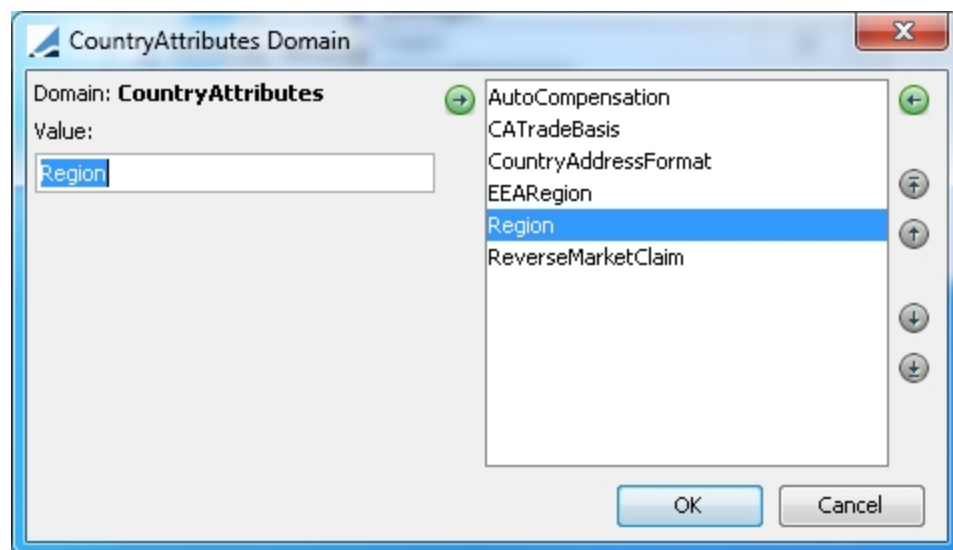 CountryAttributes Domain
Domain: CountryAttributes
Value:
Region
AutoCompensation
CATradeBasis
CountryAddressFormat
EEARegion
Region
ReverseMarketClaim
OK
Cancel